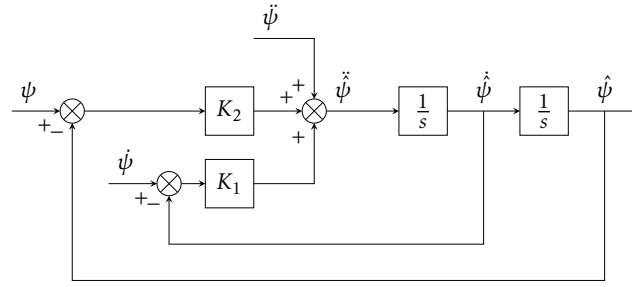 ψ̈
ψ + − K₂ + + + ψ̂̈ 1/s ψ̂̇ 1/s ψ̂
ψ̇ + − K₁